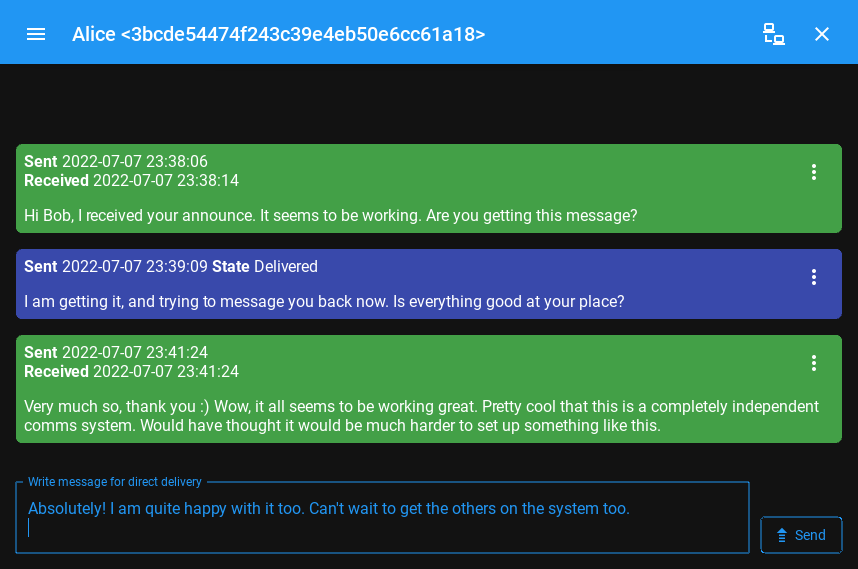 Alice <3bcde54474f243c39e4eb50e6cc61a18>
Sent 2022-07-07 23:38:06
Received 2022-07-07 23:38:14
Hi Bob, I received your announce. It seems to be working. Are you getting this message?
Sent 2022-07-07 23:39:09 State Delivered
I am getting it, and trying to message you back now. Is everything good at your place?
Sent 2022-07-07 23:41:24
Received 2022-07-07 23:41:24
Very much so, thank you :) Wow, it all seems to be working great. Pretty cool that this is a completely independent
comms system. Would have thought it would be much harder to set up something like this.
Write message for direct delivery
Absolutely! I am quite happy with it too. Can't wait to get the others on the system too.
Send